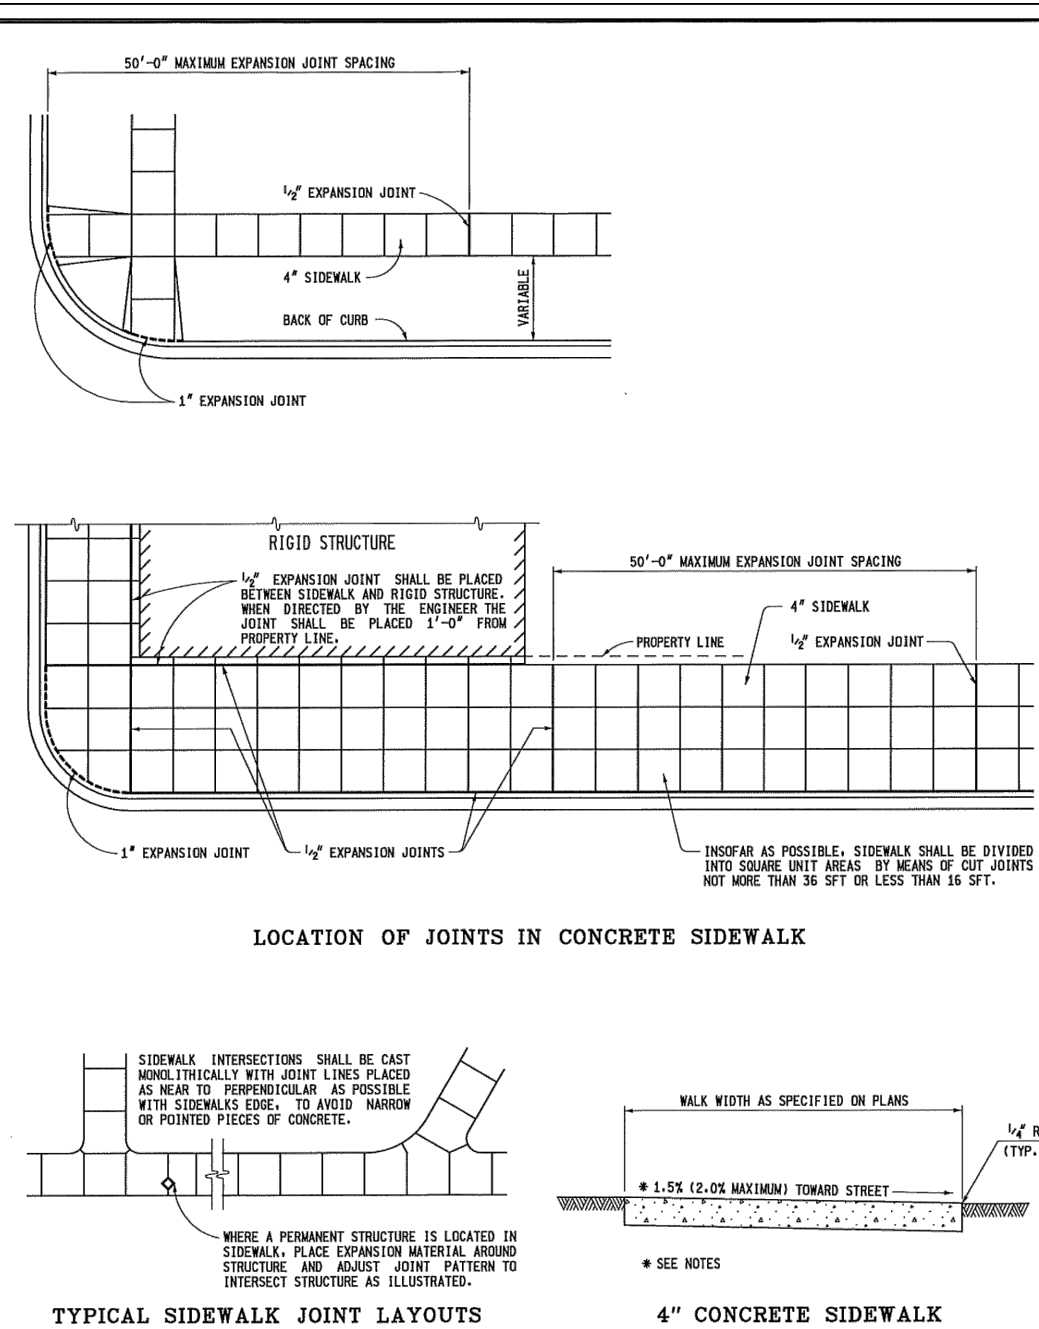 50'-0" MAXIMUM EXPANSION JOINT SPACING
1/2" EXPANSION JOINT
4" SIDEWALK
VARIABLE
BACK OF CURB
1" EXPANSION JOINT
RIGID STRUCTURE
1/2" EXPANSION JOINT SHALL BE PLACED
BETWEEN SIDEWALK AND RIGID STRUCTURE.
WHEN DIRECTED BY THE ENGINEER THE
JOINT SHALL BE PLACED 1'-0" FROM
PROPERTY LINE.
50'-0" MAXIMUM EXPANSION JOINT SPACING
4" SIDEWALK
PROPERTY LINE
1/2" EXPANSION JOINT
1" EXPANSION JOINT
1/2" EXPANSION JOINTS
INSOFAR AS POSSIBLE, SIDEWALK SHALL BE DIVIDED
INTO SQUARE UNIT AREAS BY MEANS OF CUT JOINTS
NOT MORE THAN 36 SFT OR LESS THAN 16 SFT.
LOCATION OF JOINTS IN CONCRETE SIDEWALK
SIDEWALK INTERSECTIONS SHALL BE CAST
MONOLITHICALLY WITH JOINT LINES PLACED
AS NEAR TO PERPENDICULAR AS POSSIBLE
WITH SIDEWALKS EDGE, TO AVOID NARROW
OR POINTED PIECES OF CONCRETE.
WHERE A PERMANENT STRUCTURE IS LOCATED IN
SIDEWALK, PLACE EXPANSION MATERIAL AROUND
STRUCTURE AND ADJUST JOINT PATTERN TO
INTERSECT STRUCTURE AS ILLUSTRATED.
TYPICAL SIDEWALK JOINT LAYOUTS
WALK WIDTH AS SPECIFIED ON PLANS
1/4" R
(TYP.
* 1.5% (2.0% MAXIMUM) TOWARD STREET
* SEE NOTES
4" CONCRETE SIDEWALK